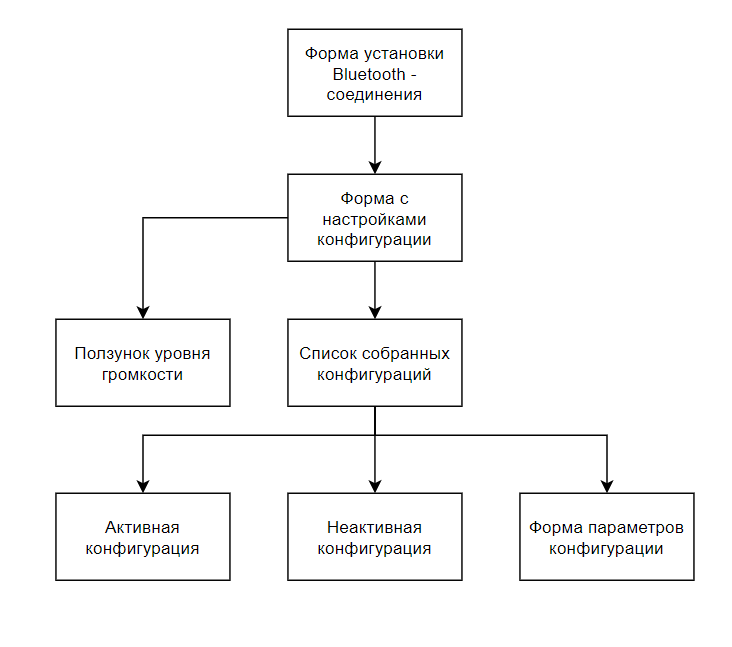 Форма установки
Bluetooth -
соединения
Форма с
настройками
конфигурации
Ползунок уровня
громкости
Список собранных
конфигураций
Активная
конфигурация
Неактивная
конфигурация
Форма параметров
конфигурации